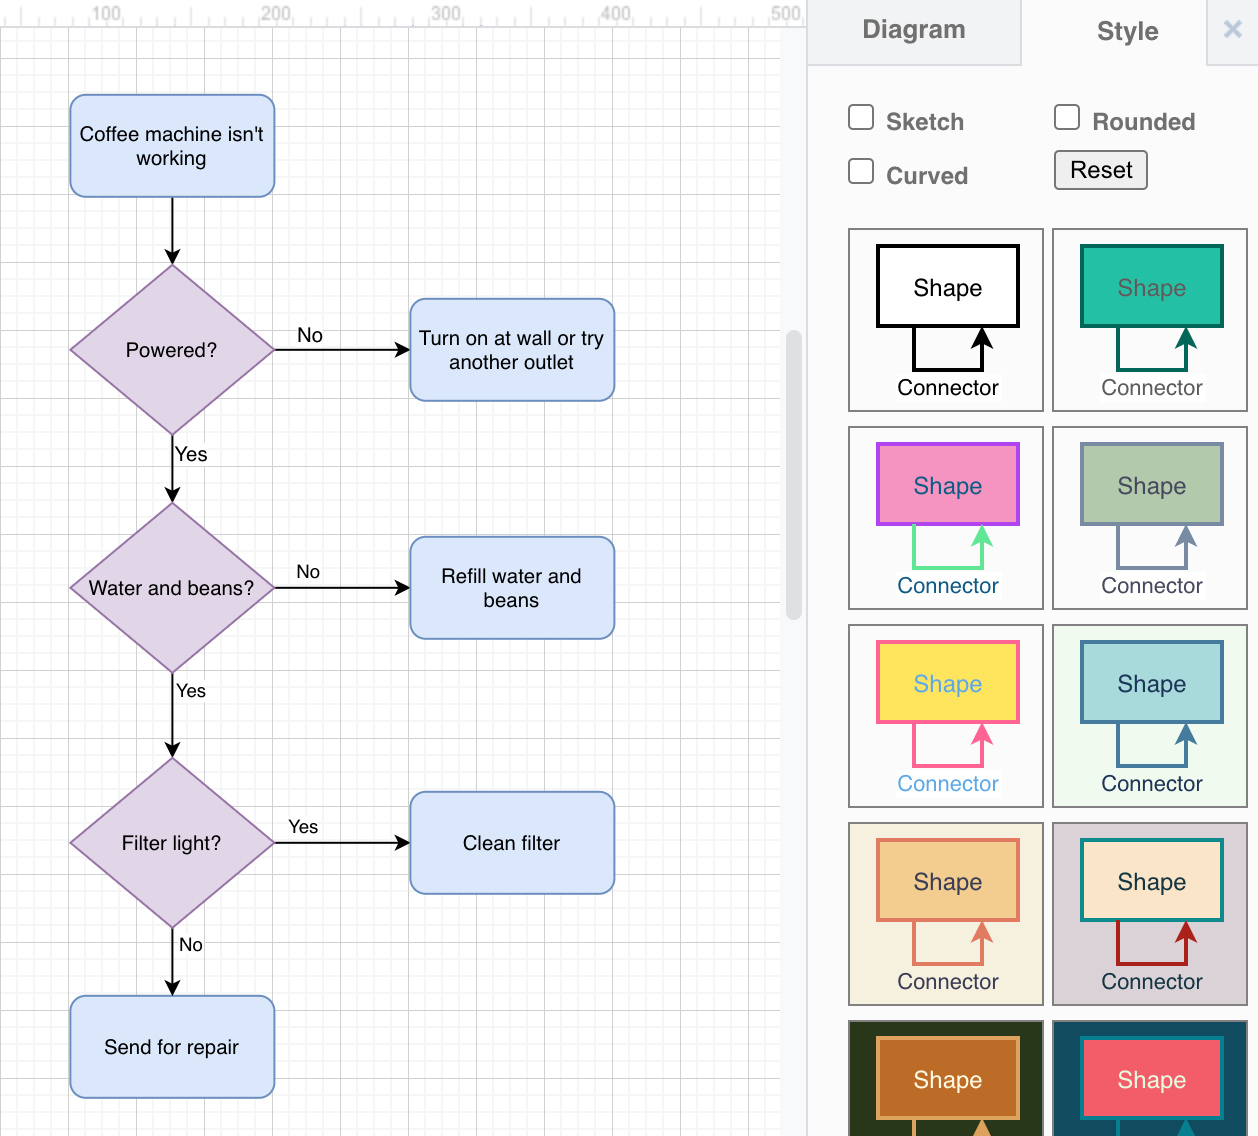 100
200
300
400
500
Diagram
Style
×
Sketch
Rounded
Curved
Reset
Coffee machine isn't
working
Powered?
No
Turn on at wall or try
another outlet
Yes
Water and beans?
No
Refill water and
beans
Yes
Filter light?
Yes
Clean filter
No
Send for repair
Shape
Connector
Shape
Connector
Shape
Connector
Shape
Connector
Shape
Connector
Shape
Connector
Shape
Connector
Shape
Connector
Shape
Shape